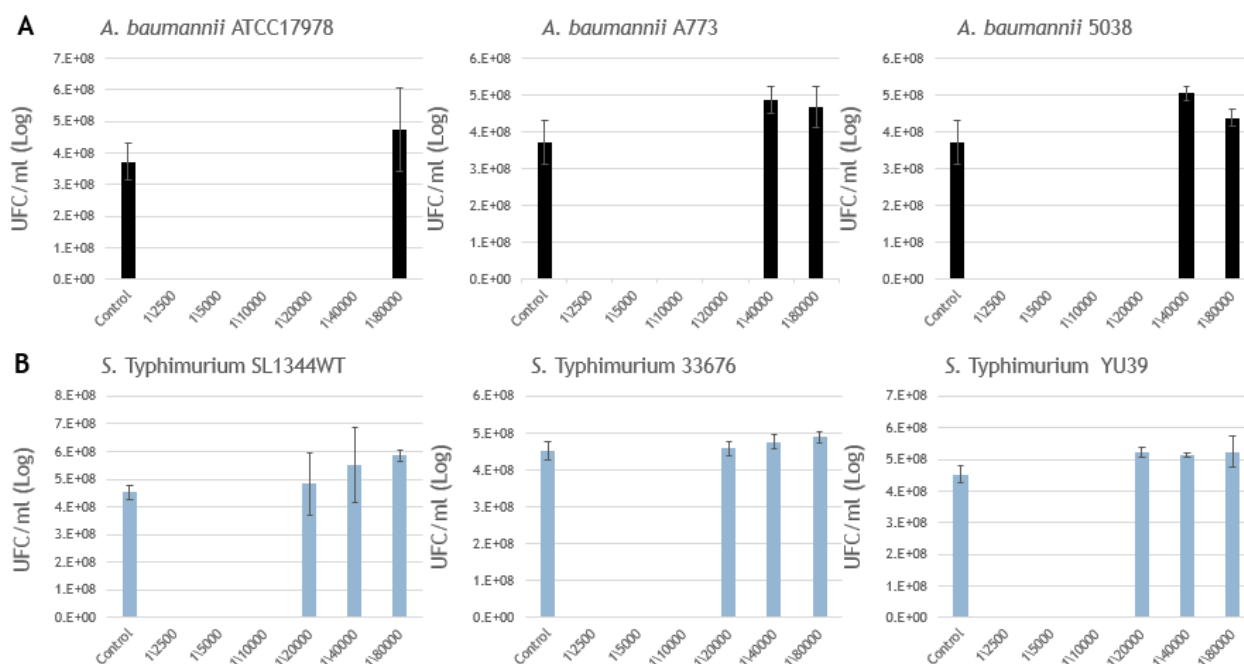 A
A. baumannii ATCC17978
A. baumannii A773
A. baumannii 5038
UFC/ml (Log)
7.E+08
6.E+08
5.E+08
4.E+08
3.E+08
2.E+08
1.E+08
0.E+00
Control
1\2500
1\5000
1\10000
1\20000
1\40000
1\80000
UFC/ml (Log)
6.E+08
5.E+08
4.E+08
3.E+08
2.E+08
1.E+08
0.E+00
Control
1\2500
1\5000
1\10000
1\20000
1\40000
1\80000
UFC/ml (Log)
6.E+08
5.E+08
4.E+08
3.E+08
2.E+08
1.E+08
0.E+00
Control
1\2500
1\5000
1\10000
1\20000
1\40000
1\80000
B
S. Typhimurium SL1344WT
S. Typhimurium 33676
S. Typhimurium YU39
UFC/ml (Log)
8.E+08
7.E+08
6.E+08
5.E+08
4.E+08
3.E+08
2.E+08
1.E+08
0.E+00
Control
1\2500
1\5000
1\10000
1\20000
1\40000
1\80000
UFC/ml (Log)
6.E+08
5.E+08
4.E+08
3.E+08
2.E+08
1.E+08
0.E+00
Control
1\2500
1\5000
1\10000
1\20000
1\40000
1\80000
UFC/ml (Log)
7.E+08
6.E+08
5.E+08
4.E+08
3.E+08
2.E+08
1.E+08
0.E+00
Control
1\2500
1\5000
1\10000
1\20000
1\40000
1\80000